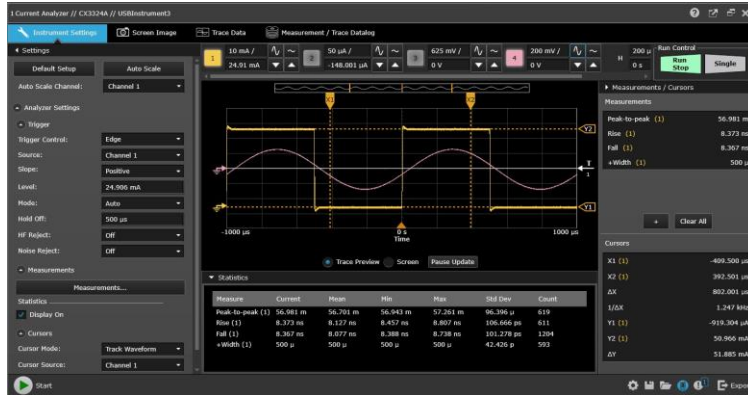 1 Current Analyzer // CX3324A // USBInstrument3
Instrument Settings
Screen Image
Trace Data
Measurement / Trace Datalog
Settings
Default Setup
Auto Scale
Auto Scale Channel:
Channel 1
Analyzer Settings
Trigger
Trigger Control:
Edge
Source:
Channel 1
Slope:
Positive
Level:
24.906 mA
Mode:
Auto
Hold Off:
500 µs
HF Reject:
Off
Noise Reject:
Off
Measurements
Measurements...
Statistics
Display On
Cursors
Cursor Mode:
Track Waveform
Cursor Source:
Channel 1
Start
1
10 mA /
24.91 mA
2
50 µA /
-148.001 µA
3
625 mV /
0 V
4
200 mV /
0 V
H
200 µ
0 s
Run Control
Run
Stop
Single
X1
X2
Y2
T
Y1
-1000 µs
0 s
1000 µs
Time
Trace Preview
Screen
Pause Update
Statistics
Measure Current Mean Min Max Std Dev Count
Peak-to-peak (1) 56.981 m 56.701 m 56.943 m 57.261 m 96.396 µ 619
Rise (1) 8.373 ns 8.127 ns 8.457 ns 8.807 ns 106.666 ps 611
Fall (1) 8.367 ns 8.077 ns 8.388 ns 8.738 ns 101.278 ps 1204
+Width (1) 500 µ 500 µ 500 µ 500 µ 42.426 p 593
Measurements / Cursors
Measurements
Peak-to-peak (1) 56.981 m
Rise (1) 8.373 ns
Fall (1) 8.367 ns
+Width (1) 500 µ
+
Clear All
Cursors
X1 (1) -409.500 µs
X2 (1) 392.501 µs
ΔX 802.001 µs
1/ΔX 1.247 kHz
Y1 (1) -919.304 µA
Y2 (1) 50.966 mA
ΔY 51.885 mA
Expor